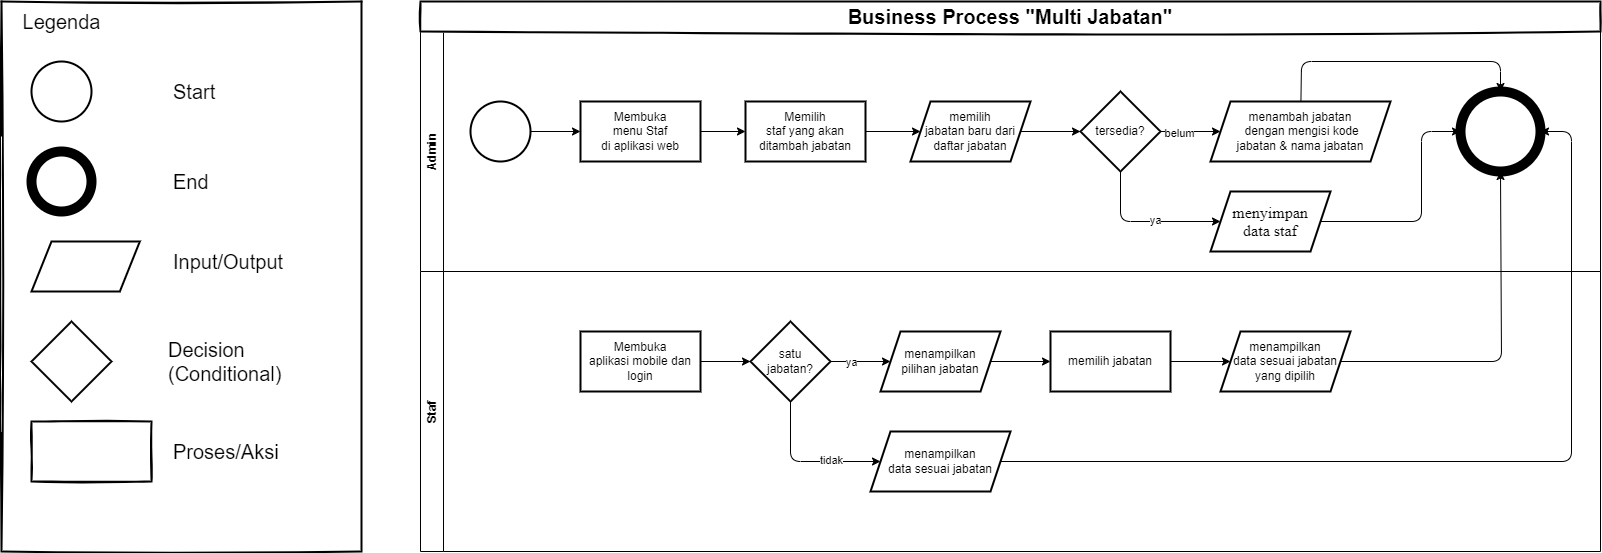 Legenda
Start
End
Input/Output
Decision
(Conditional)
Proses/Aksi
Business Process "Multi Jabatan"
Admin
Membuka
menu Staf
di aplikasi web
Memilih
staf yang akan
ditambah jabatan
memilih
jabatan baru dari
daftar jabatan
tersedia?
belum
menambah jabatan
dengan mengisi kode
jabatan & nama jabatan
ya
menyimpan
data staf
Staf
Membuka
aplikasi mobile dan
login
satu
jabatan?
ya
menampilkan
pilihan jabatan
memilih jabatan
menampilkan
data sesuai jabatan
yang dipilih
tidak
menampilkan
data sesuai jabatan